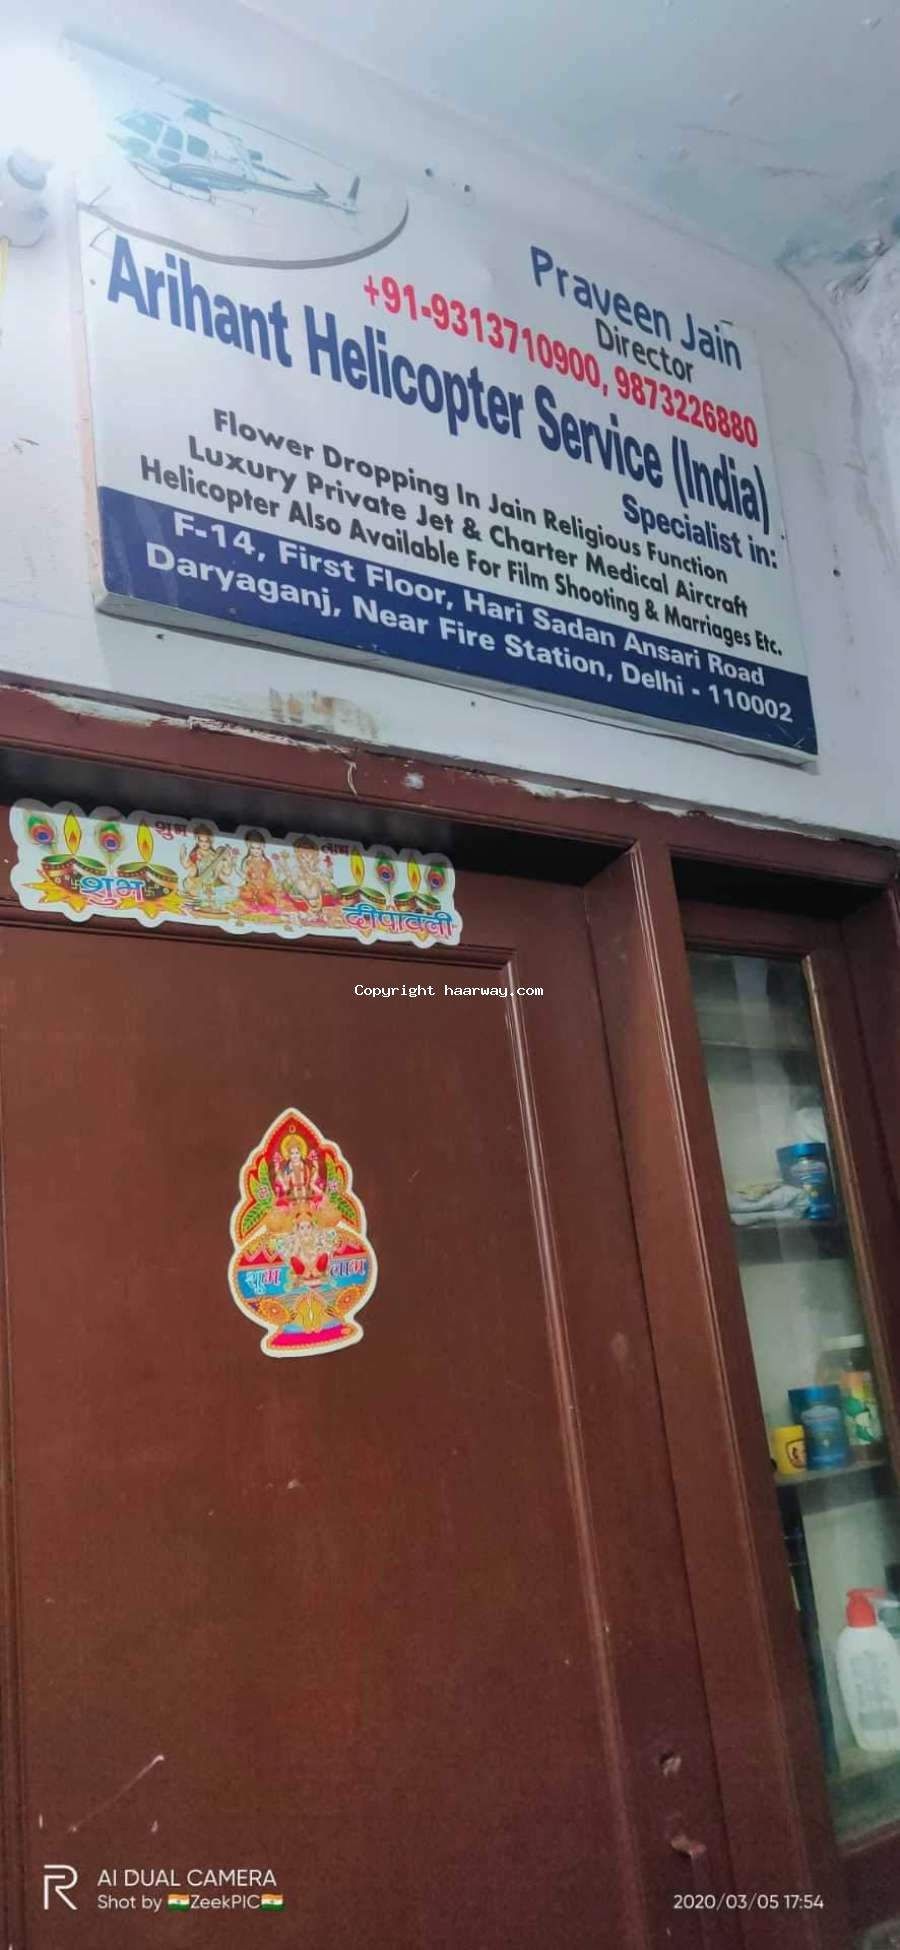 Praveen Jain
Director
+91-9313710900, 9873226880
Arihant Helicopter Service (India)
Specialist in:
Flower Dropping In Jain Religious Function
Luxury Private Jet & Charter Medical Aircraft
Helicopter Also Available For Film Shooting & Marriages Etc.
F-14, First Floor, Hari Sadan Ansari Road
Daryaganj, Near Fire Station, Delhi - 110002
शुभ लाभ
शुभ
दीपावली
Copyright haarway.com
शुभ लाभ
AI DUAL CAMERA
Shot by ZeekPIC
2020/03/05 17:54